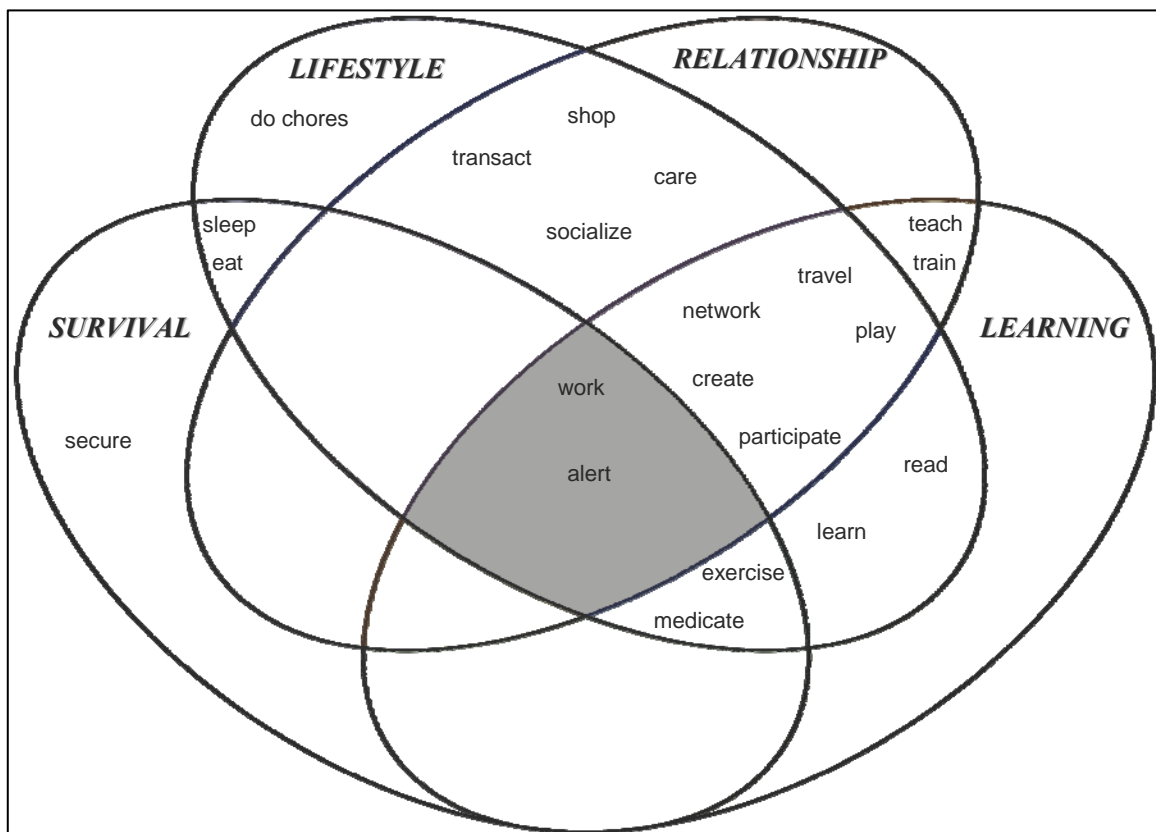 LIFESTYLE
RELATIONSHIP
do chores
shop
transact
care
sleep
socialize
teach
eat
travel
train
network
SURVIVAL
play
LEARNING
work
create
secure
participate
alert
read
learn
exercise
medicate